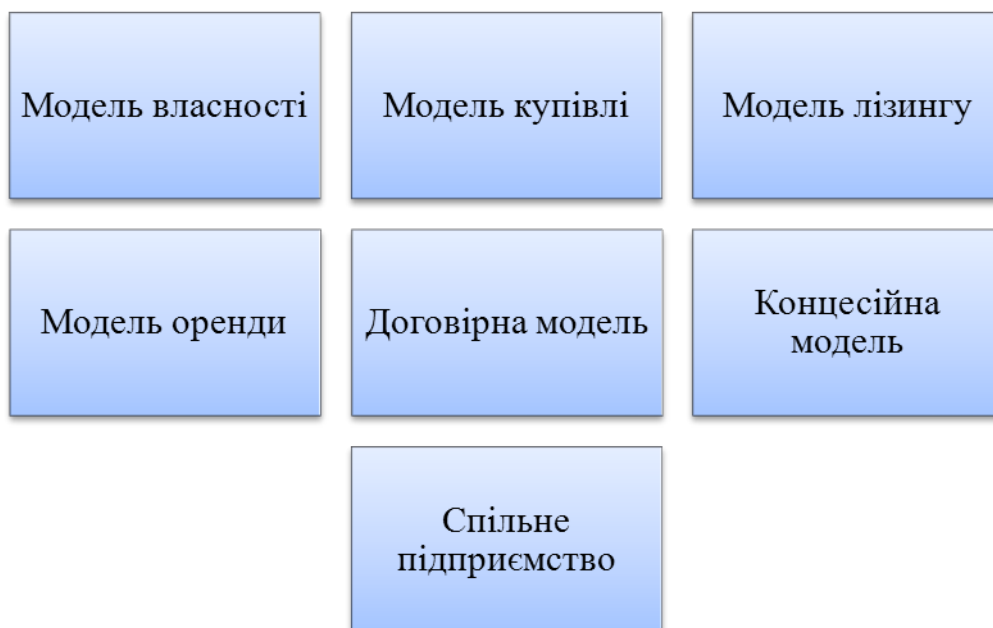 Модель власності
Модель купівлі
Модель лізингу
Модель оренди
Договірна модель
Концесійна
модель
Спільне
підприємство